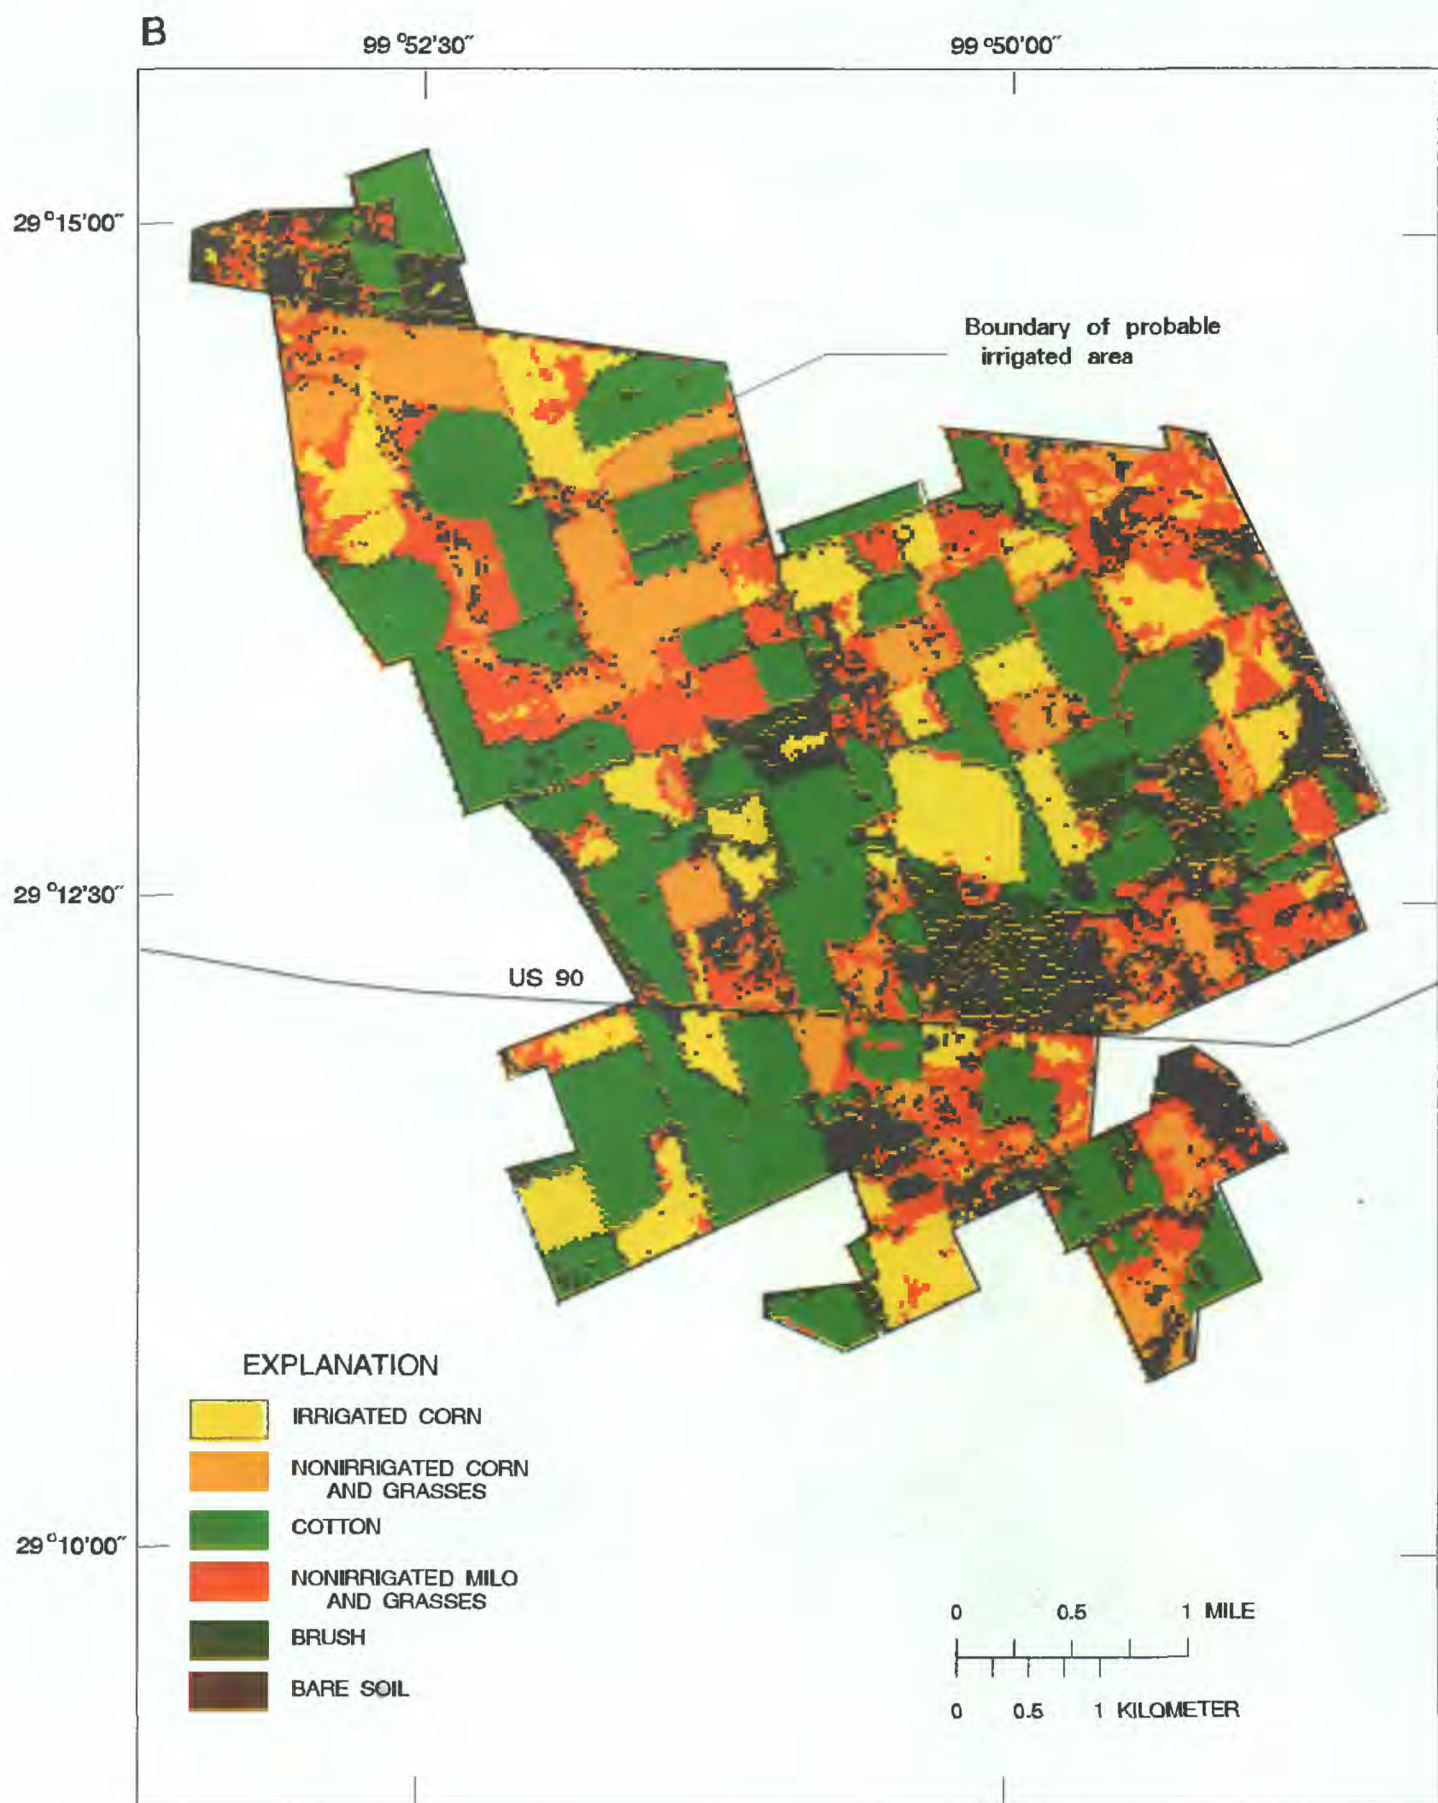 B
99 °52'30″
99 °50'00″
29 °15'00″
Boundary of probable
irrigated area
29 °12'30″
US 90
EXPLANATION
IRRIGATED CORN
NONIRRIGATED CORN
AND GRASSES
COTTON
29 °10'00″
NONIRRIGATED MILO
AND GRASSES
BRUSH
BARE SOIL
0 0.5 1 MILE
0 0.5 1 KILOMETER